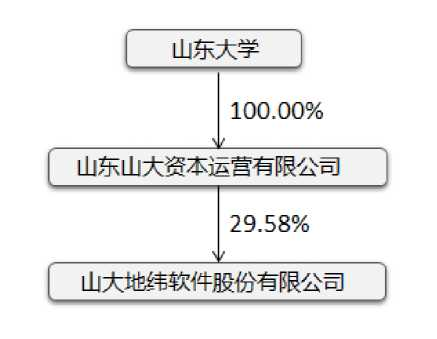 山东大学
100.00%
山东山大资本运营有限公司
29.58%
山大地纬软件股份有限公司